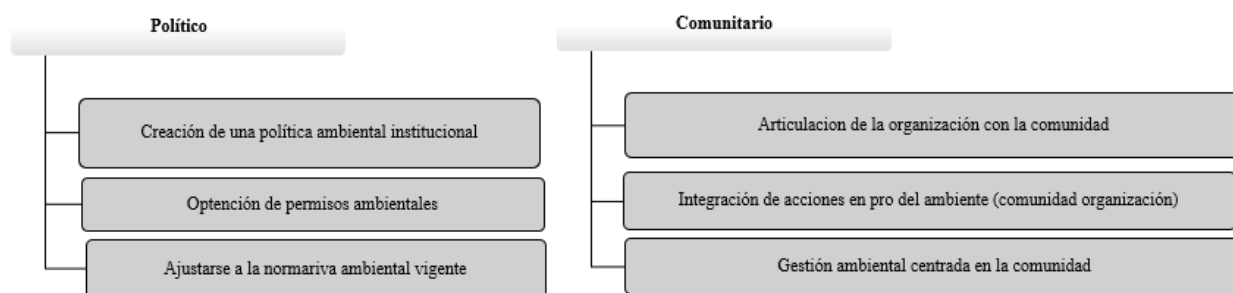 Político
Creación de una política ambiental institucional
Optención de permisos ambientales
Ajustarse a la normariva ambiental vigente
Comunitario
Articulacion de la organización con la comunidad
Integración de acciones en pro del ambiente (comunidad organización)
Gestión ambiental centrada en la comunidad